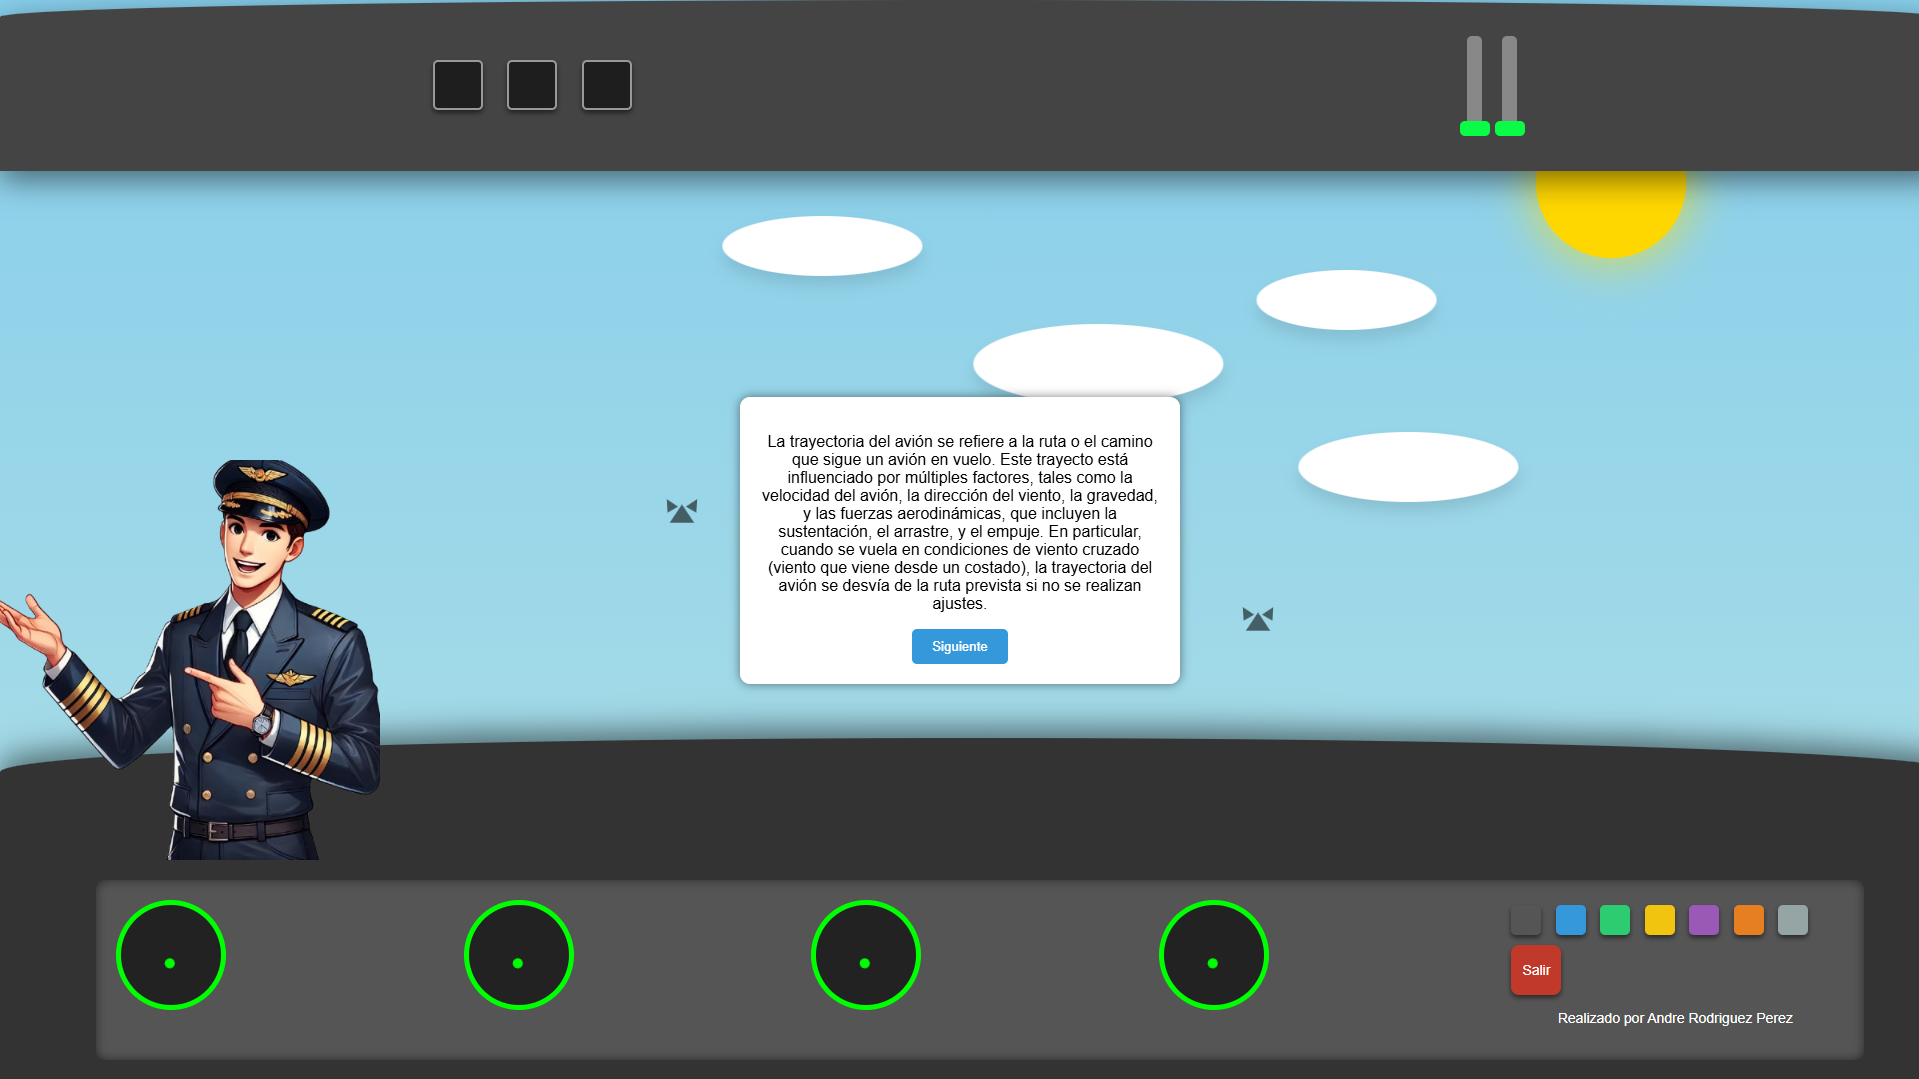 La trayectoria del avión se refiere a la ruta o el camino
que sigue un avión en vuelo. Este trayecto está
influenciado por múltiples factores, tales como la
velocidad del avión, la dirección del viento, la gravedad,
y las fuerzas aerodinámicas, que incluyen la
sustentación, el arrastre, y el empuje. En particular,
cuando se vuela en condiciones de viento cruzado
(viento que viene desde un costado), la trayectoria del
avión se desvía de la ruta prevista si no se realizan
ajustes.
Siguiente
Salir
Realizado por Andre Rodriguez Perez